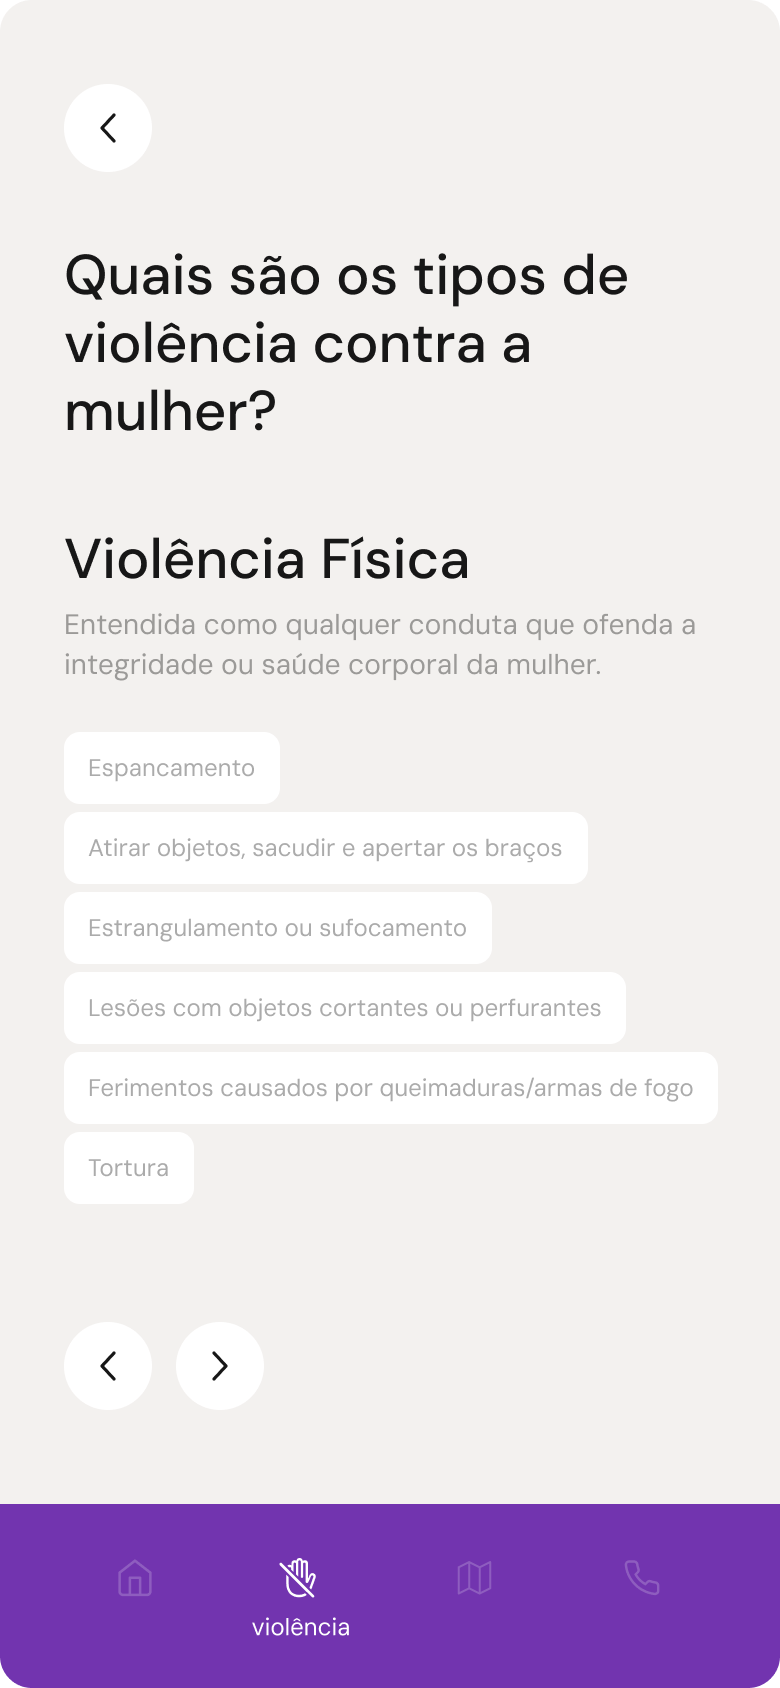 Quais são os tipos de
violência contra a
mulher?
Violência Física
Entendida como qualquer conduta que ofenda a
integridade ou saúde corporal da mulher.
Espancamento
Atirar objetos, sacudir e apertar os braços
Estrangulamento ou sufocamento
Lesões com objetos cortantes ou perfurantes
Ferimentos causados por queimaduras/armas de fogo
Tortura
violência